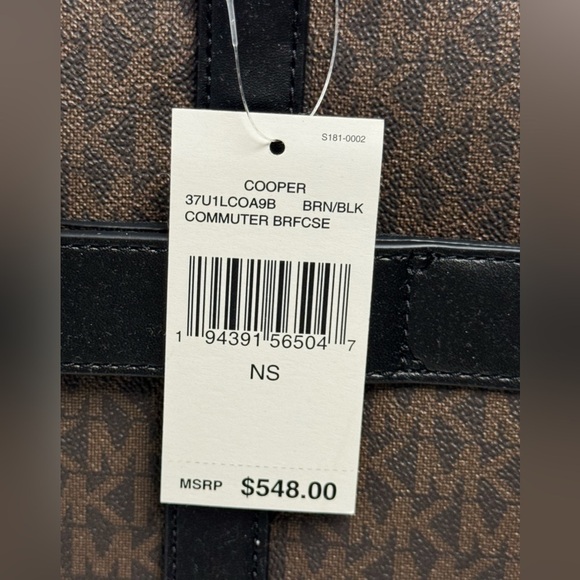 S181-0002
COOPER
37U1LCOA9B BRN/BLK
COMMUTER BRFCSE
1 94391 56504 7
NS
MSRP $548.00